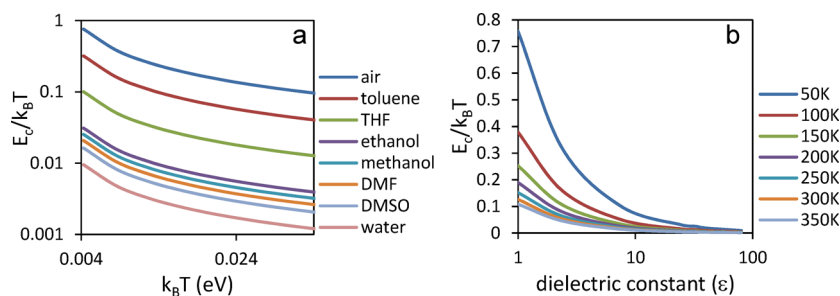 a
E_c/k_BT
1
0.1
0.01
0.001
0.004
0.024
k_BT (eV)
air
toluene
THF
ethanol
methanol
DMF
DMSO
water
b
E_c/k_BT
0.8
0.7
0.6
0.5
0.4
0.3
0.2
0.1
0
1
10
100
dielectric constant (ε)
50K
100K
150K
200K
250K
300K
350K